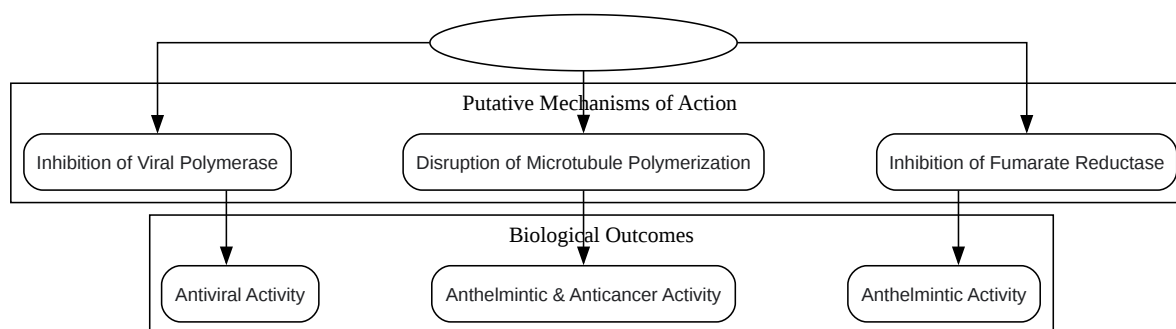 Putative Mechanisms of Action
Inhibition of Viral Polymerase
Disruption of Microtubule Polymerization
Inhibition of Fumarate Reductase
Biological Outcomes
Antiviral Activity
Anthelmintic & Anticancer Activity
Anthelmintic Activity